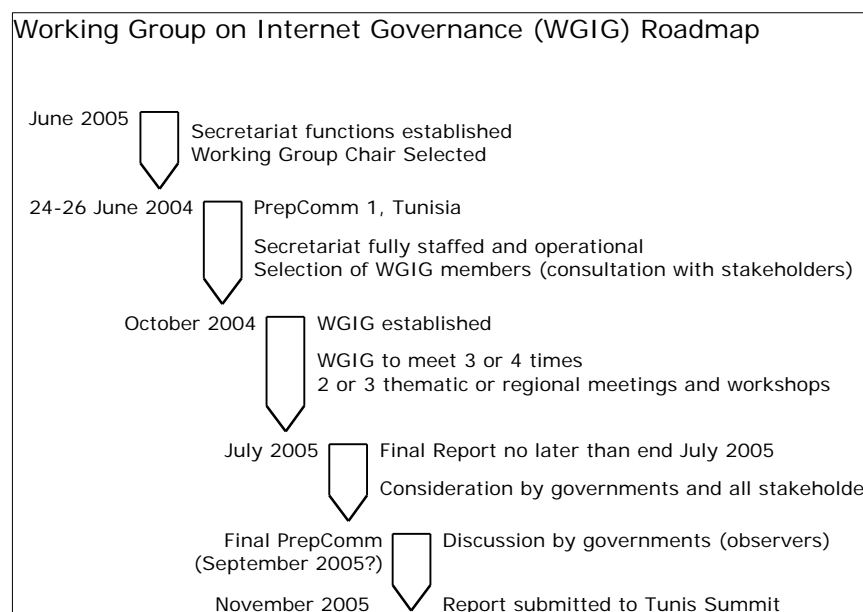 Working Group on Internet Governance (WGIG) Roadmap
June 2005
Secretariat functions established
Working Group Chair Selected
24-26 June 2004
PrepComm 1, Tunisia
Secretariat fully staffed and operational
Selection of WGIG members (consultation with stakeholders)
October 2004
WGIG established
WGIG to meet 3 or 4 times
2 or 3 thematic or regional meetings and workshops
July 2005
Final Report no later than end July 2005
Consideration by governments and all stakeholde
Final PrepComm
(September 2005?)
Discussion by governments (observers)
November 2005
Report submitted to Tunis Summit